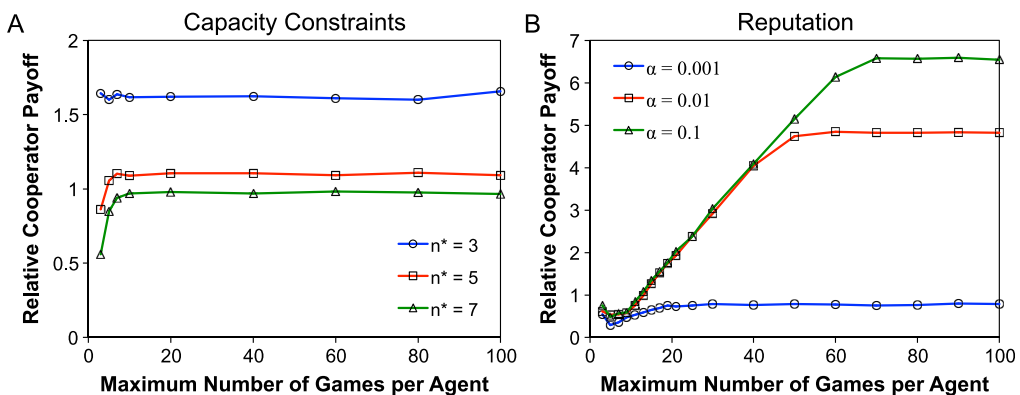 A
Capacity Constraints
Relative Cooperator Payoff
2
1.5
1
0.5
0
n* = 3
n* = 5
n* = 7
0 20 40 60 80 100
Maximum Number of Games per Agent
B
Reputation
Relative Cooperator Payoff
7
6
5
4
3
2
1
0
α = 0.001
α = 0.01
α = 0.1
0 20 40 60 80 100
Maximum Number of Games per Agent